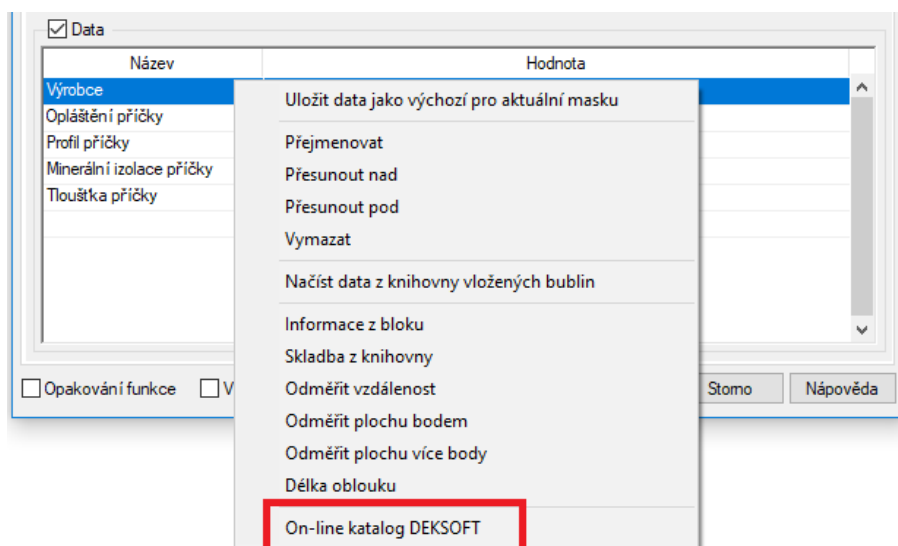 Data
Název Hodnota
Výrobce
Opláštění příčky
Profil příčky
Minerální izolace příčky
Tloušťka příčky
Uložit data jako výchozí pro aktuální masku
Přejmenovat
Přesunout nad
Přesunout pod
Vymazat
Načíst data z knihovny vložených bublin
Informace z bloku
Skladba z knihovny
Odměřit vzdálenost
Odměřit plochu bodem
Odměřit plochu více body
Délka oblouku
On-line katalog DEKSOFT
Opakování funkce V Storno Nápověda